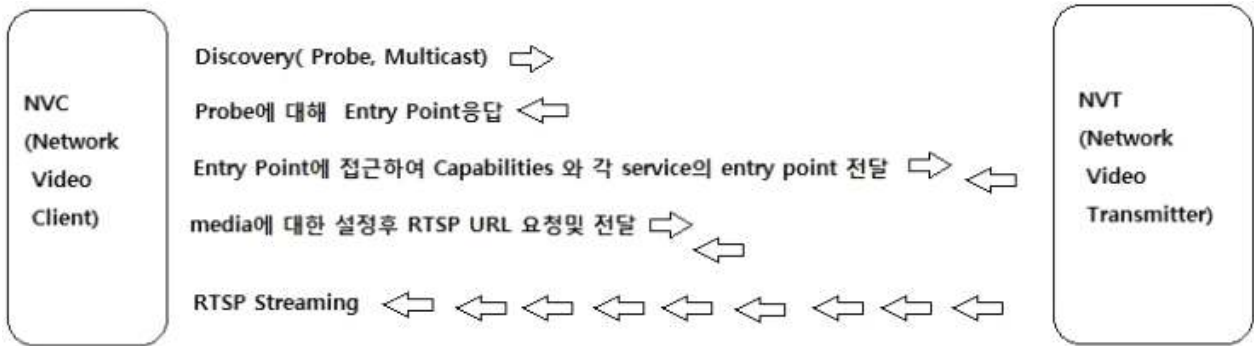 NVC
(Network
Video
Client)
Discovery( Probe, Multicast)
Probe에 대해 Entry Point응답
Entry Point에 접근하여 Capabilities 와 각 service의 entry point 전달
media에 대한 설정후 RTSP URL 요청및 전달
RTSP Streaming
NVT
(Network
Video
Transmitter)